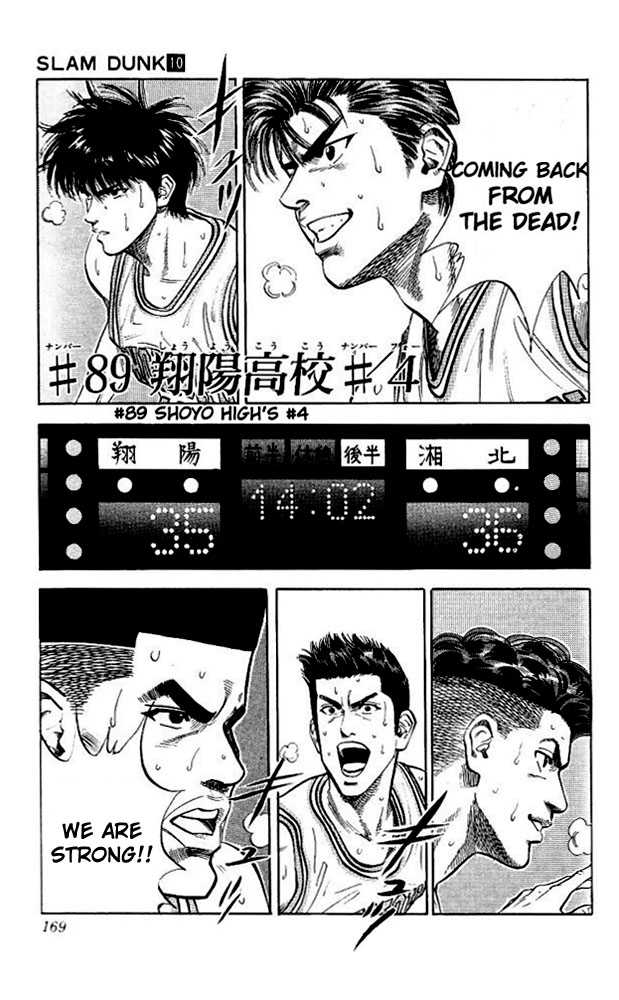 SLAM DUNK 10
COMING BACK
FROM
THE DEAD!
ナンバー しょう よう こう こう ナンバー フォー
#89 翔陽高校 #4
#89 SHOYO HIGH'S #4
翔 陽 前半 休憩 後半 湘 北
14:02
35 36
WE ARE
STRONG!!
169